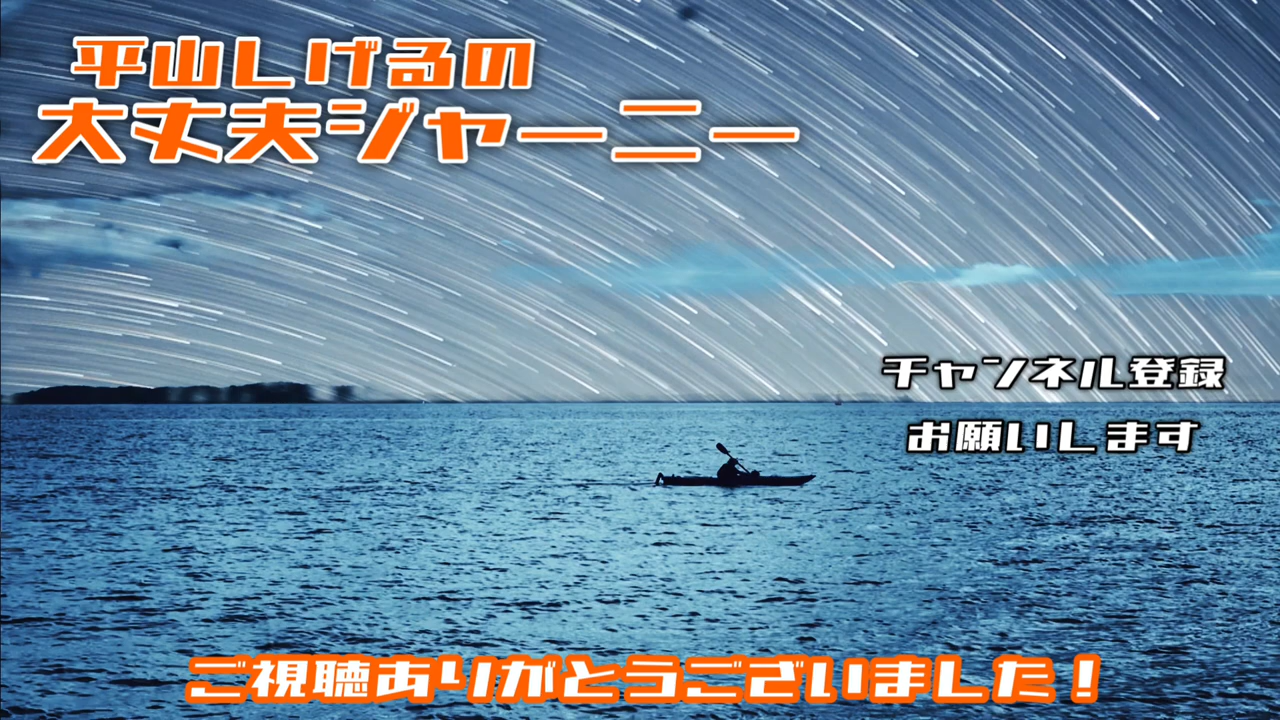 平山しげるの
大丈夫ジャーニー
チャンネル登録
お願いします
ご視聴ありがとうございました！